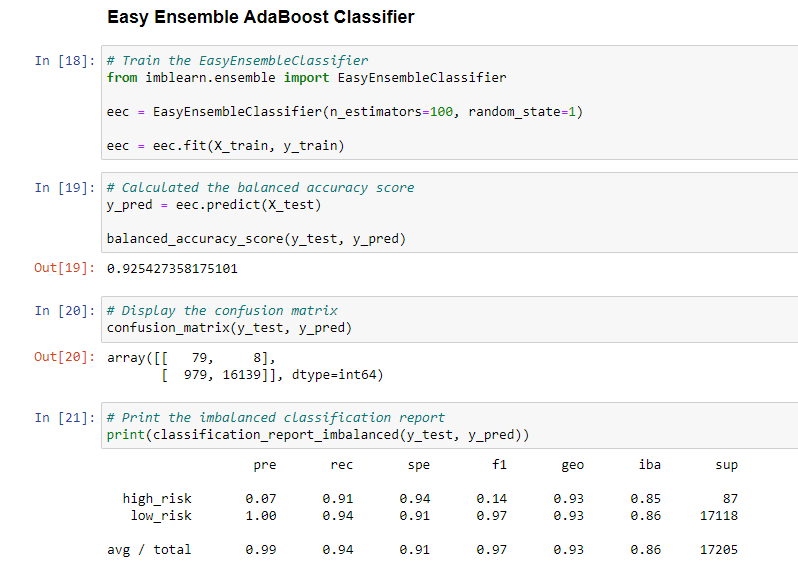 Easy Ensemble AdaBoost Classifier
In [18]: # Train the EasyEnsembleClassifier
from imblearn.ensemble import EasyEnsembleClassifier
eec = EasyEnsembleClassifier(n_estimators=100, random_state=1)
eec = eec.fit(X_train, y_train)
In [19]: # Calculated the balanced accuracy score
y_pred = eec.predict(X_test)
balanced_accuracy_score(y_test, y_pred)
Out[19]: 0.925427358175101
In [20]: # Display the confusion matrix
confusion_matrix(y_test, y_pred)
Out[20]: array([[   79,     8],
       [  979, 16139]], dtype=int64)
In [21]: # Print the imbalanced classification report
print(classification_report_imbalanced(y_test, y_pred))
pre rec spe f1 geo iba sup
high_risk 0.07 0.91 0.94 0.14 0.93 0.85 87
low_risk 1.00 0.94 0.91 0.97 0.93 0.86 17118
avg / total 0.99 0.94 0.91 0.97 0.93 0.86 17205